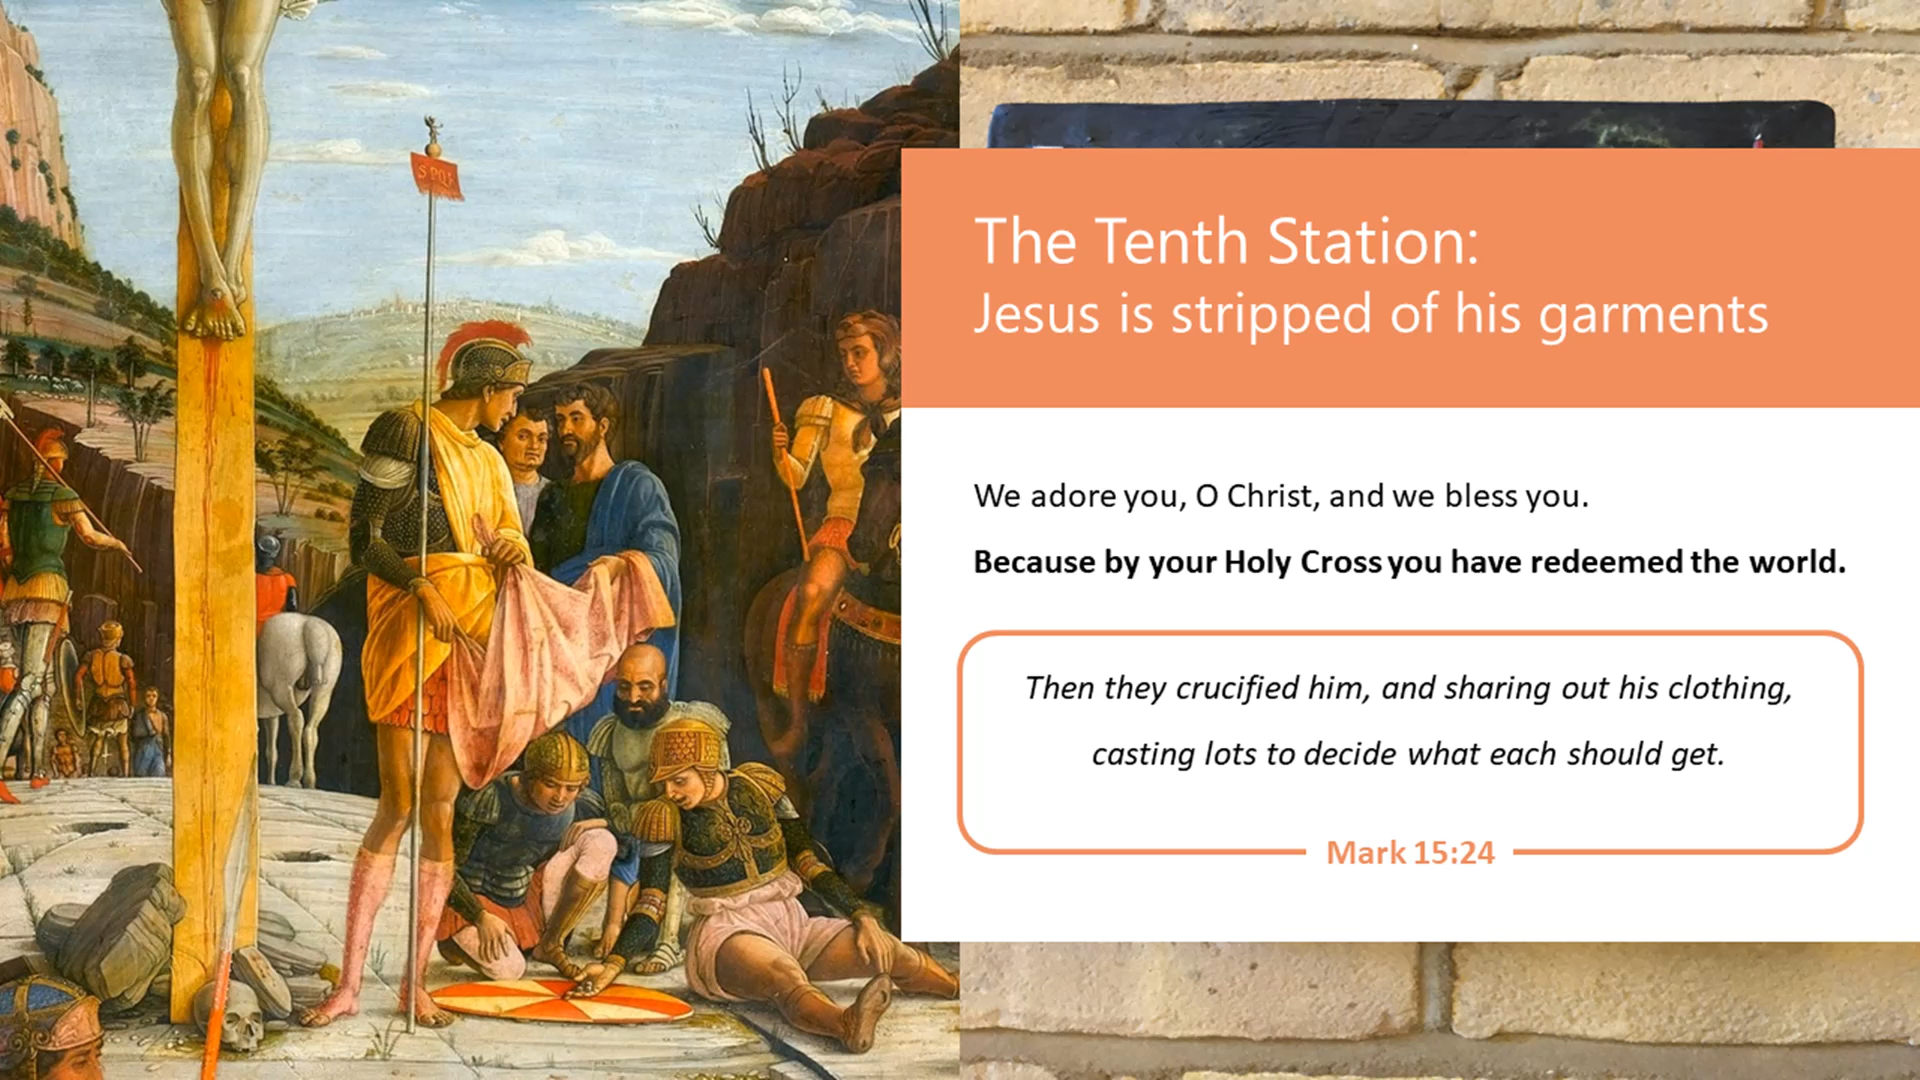 SPQR
The Tenth Station:
Jesus is stripped of his garments
We adore you, O Christ, and we bless you.
Because by your Holy Cross you have redeemed the world.
Then they crucified him, and sharing out his clothing,
casting lots to decide what each should get.
Mark 15:24